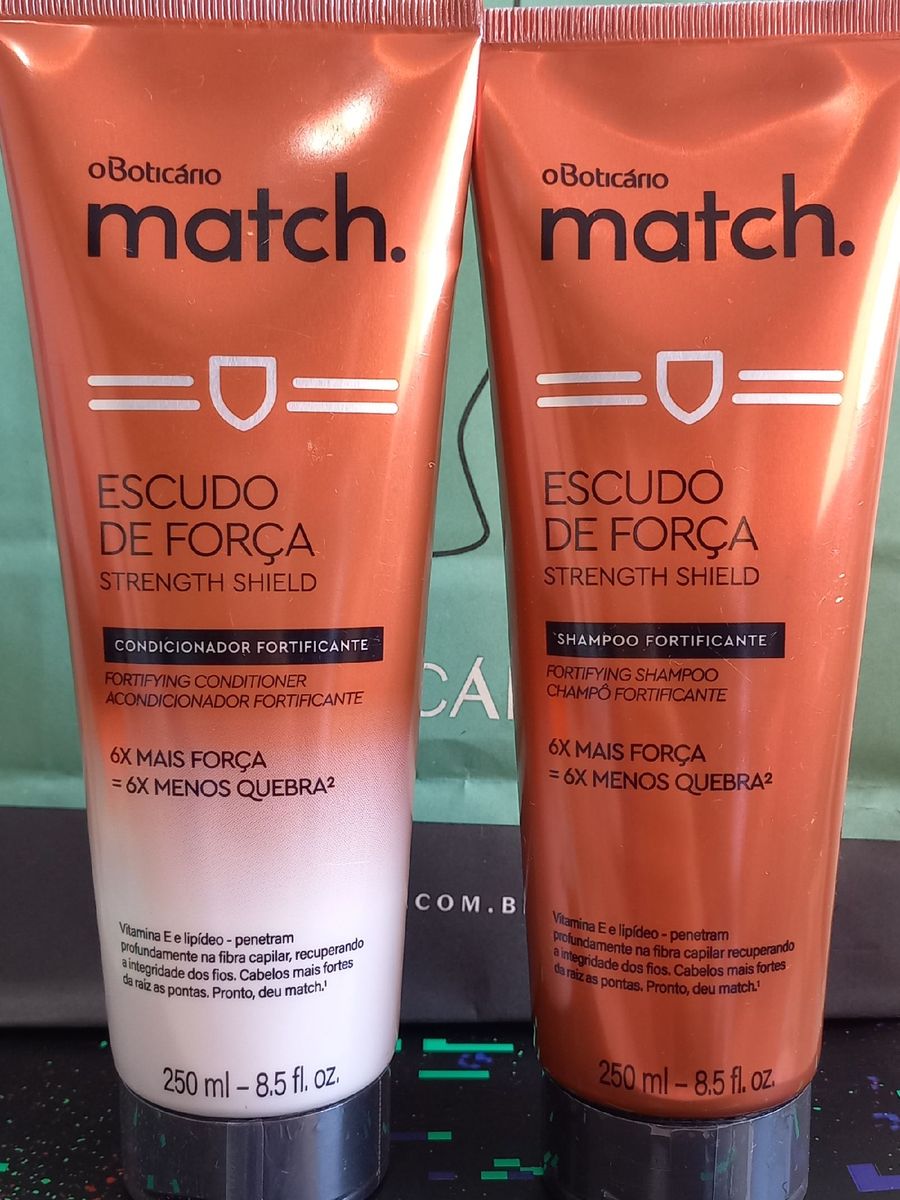 oBoticário
match.
ESCUDO
DE FORÇA
STRENGTH SHIELD
CONDICIONADOR FORTIFICANTE
FORTIFYING CONDITIONER
ACONDICIONADOR FORTIFICANTE
6X MAIS FORÇA
= 6X MENOS QUEBRA²
Vitamina E e lipídeo - penetram
profundamente na fibra capilar, recuperando
a integridade dos fios. Cabelos mais fortes
da raiz as pontas. Pronto, deu match.¹
250 ml – 8.5 fl. oz.
oBoticário
match.
ESCUDO
DE FORÇA
STRENGTH SHIELD
SHAMPOO FORTIFICANTE
FORTIFYING SHAMPOO
CHAMPÔ FORTIFICANTE
6X MAIS FORÇA
= 6X MENOS QUEBRA²
Vitamina E e lipídeo - penetram
profundamente na fibra capilar recuperando
a integridade dos fios. Cabelos mais fortes
da raiz as pontas. Pronto, deu match.¹
250 ml – 8.5 fl. oz.
CÁ
.COM.B